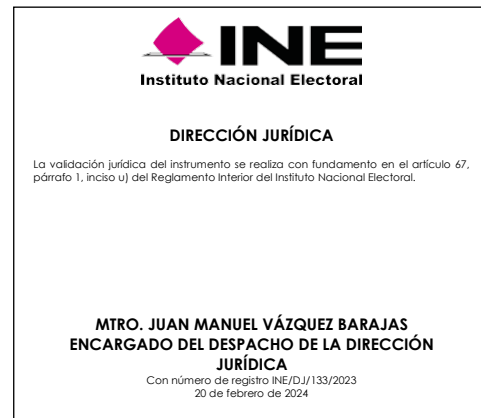 INE
Instituto Nacional Electoral
DIRECCIÓN JURÍDICA
La validación jurídica del instrumento se realiza con fundamento en el artículo 67,
párrafo 1, inciso u) del Reglamento Interior del Instituto Nacional Electoral.
MTRO. JUAN MANUEL VÁZQUEZ BARAJAS
ENCARGADO DEL DESPACHO DE LA DIRECCIÓN
JURÍDICA
Con número de registro INE/DJ/133/2023
20 de febrero de 2024